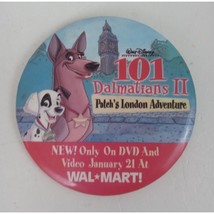 WALT DISNEY
101
Dalmatians II
Patch's London Adventure
NEW! Only On DVD And
Video January 21 At
WAL★MART!